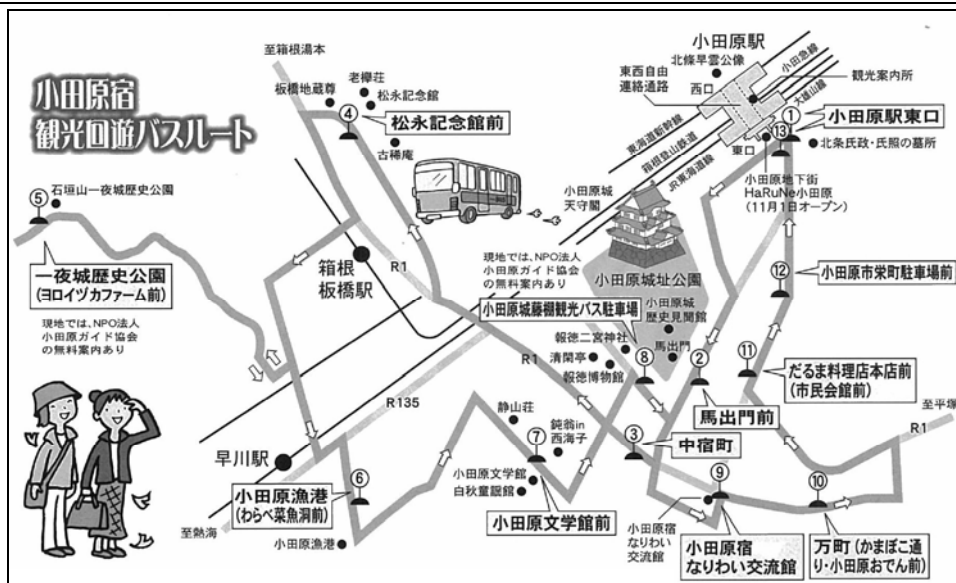 小田原宿
観光回遊バスルート
至箱根湯本
板橋地蔵尊
老欅荘
松永記念館
④
松永記念館前
古稀庵
⑤
石垣山一夜城歴史公園
一夜城歴史公園
(ヨロイヅカファーム前)
現地では、NPO法人
小田原ガイド協会
の無料案内あり
箱根
板橋駅
R1
R135
早川駅
至熱海
小田原漁港
(わらべ菜魚洞前)
⑥
小田原漁港
静山荘
鈍翁in
西海子
⑦
小田原文学館
白秋童謡館
小田原文学館前
小田原駅
北條早雲公像
東西自由
連絡通路
西口
小田急線
観光案内所
大雄山線
東海道新幹線
箱根登山鉄道
JR東海道線
東口
①
⑬
小田原駅東口
北条氏政・氏照の墓所
小田原地下街
HaRuNe小田原
(11月1日オープン)
小田原城
天守閣
現地では、NPO法人
小田原ガイド協会
の無料案内あり
小田原城址公園
小田原城藤棚観光バス駐車場
小田原城
歴史見聞館
報徳二宮神社
清閑亭
報徳博物館
馬出門
⑧
②
馬出門前
R1
③
中宿町
⑫
小田原市栄町駐車場前
⑪
だるま料理店本店前
(市民会館前)
至平塚
R1
⑨
小田原宿
なりわい
交流館
小田原宿
なりわい交流館
⑩
万町(かまぼこ通
り・小田原おでん前)